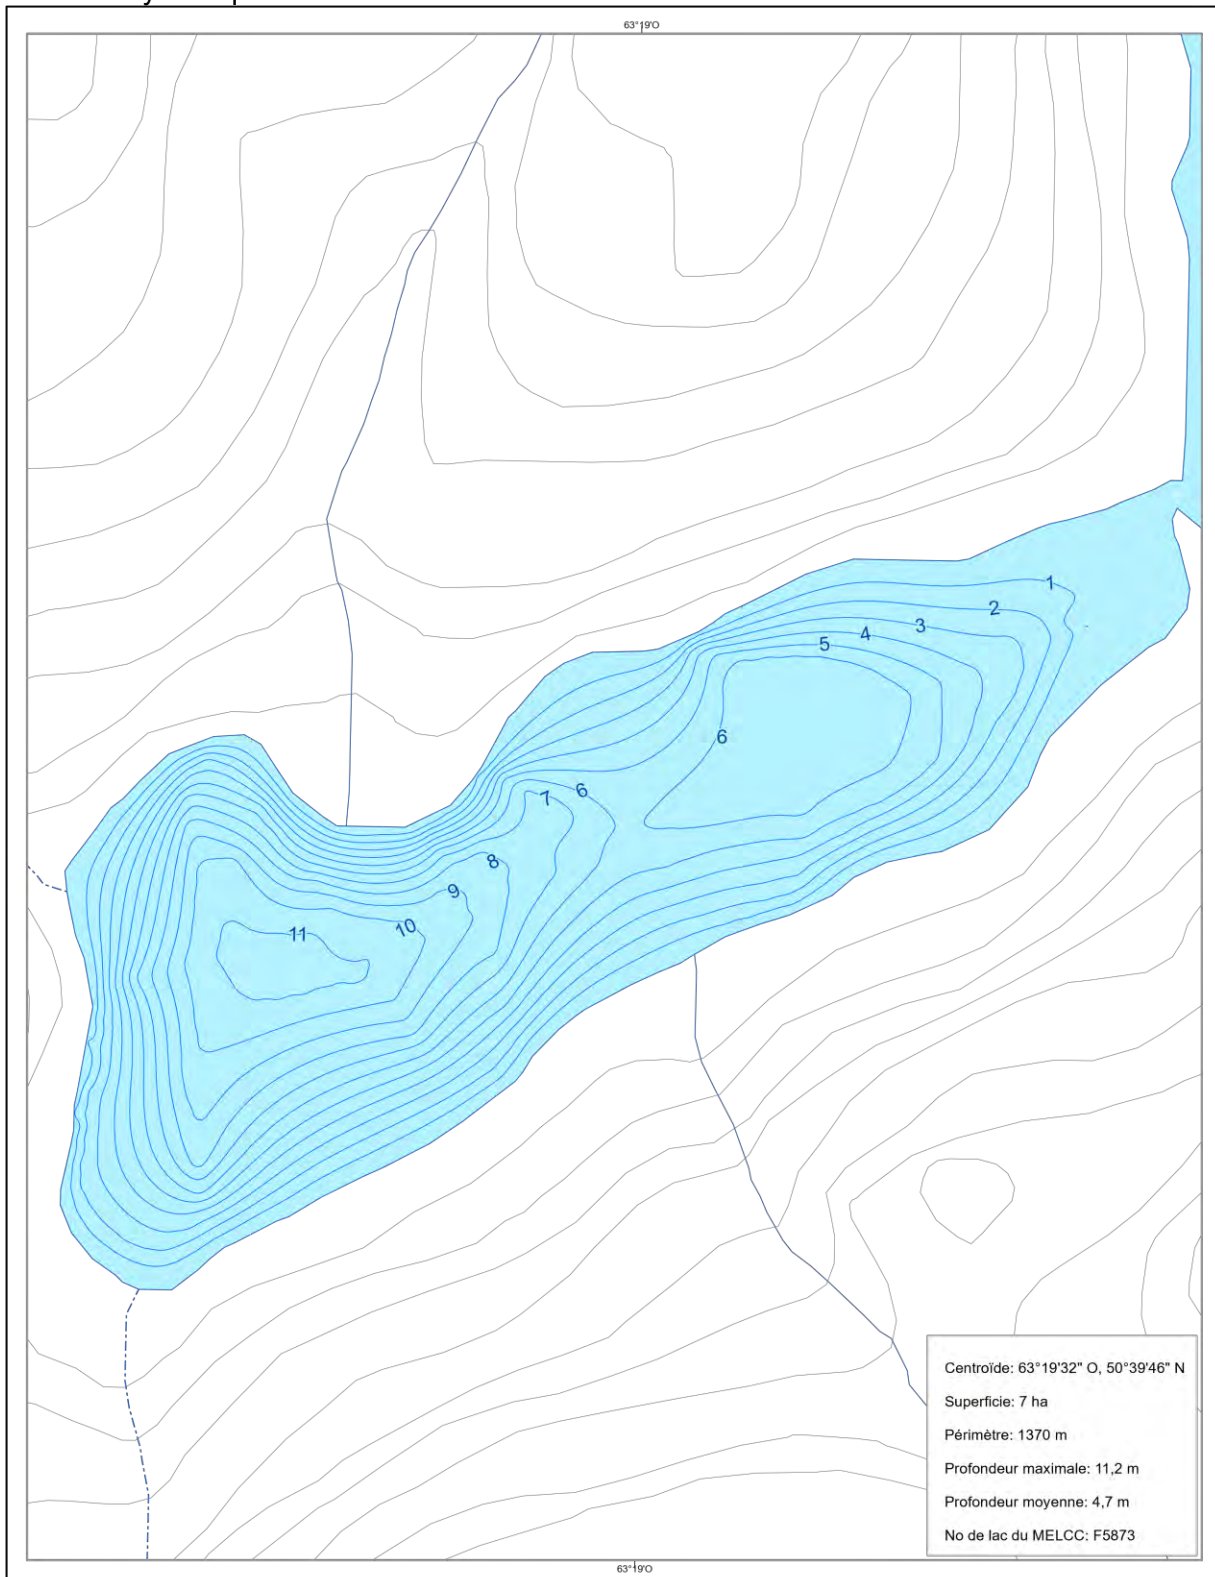 63°19'O
1
2
3
4
5
6
6
7
8
9
10
11
Centroïde: 63°19'32" O, 50°39'46" N
Superficie: 7 ha
Périmètre: 1370 m
Profondeur maximale: 11,2 m
Profondeur moyenne: 4,7 m
No de lac du MELCC: F5873
63°19'O